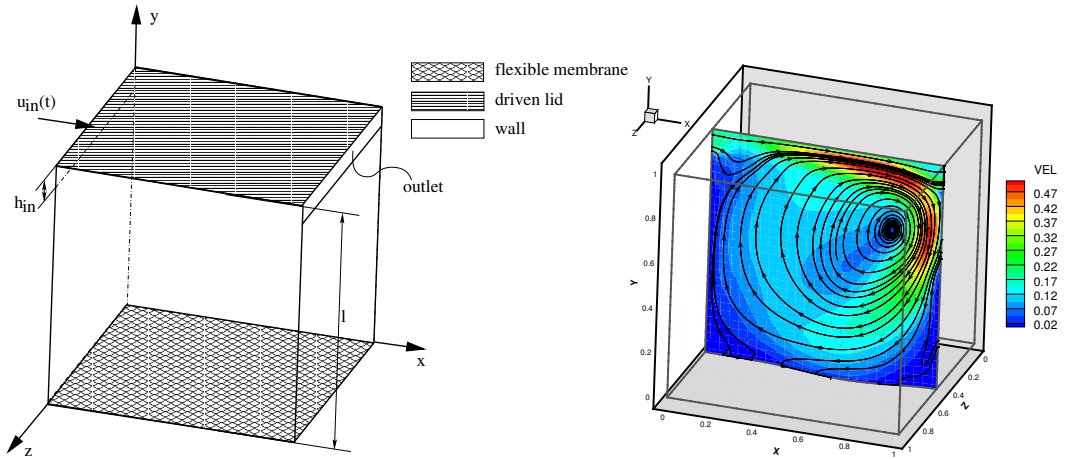 y
flexible membrane
u_in(t)
driven lid
wall
outlet
h_in
l
x
z
Y
X
Z
VEL
0.47
0.42
0.37
0.32
0.27
0.22
0.17
0.12
0.07
0.02
Y
1
0.8
0.6
0.4
0.2
0
0
0.2
0.4
0.6
0.8
1
X
0
0.2
0.4
0.6
0.8
1
Z